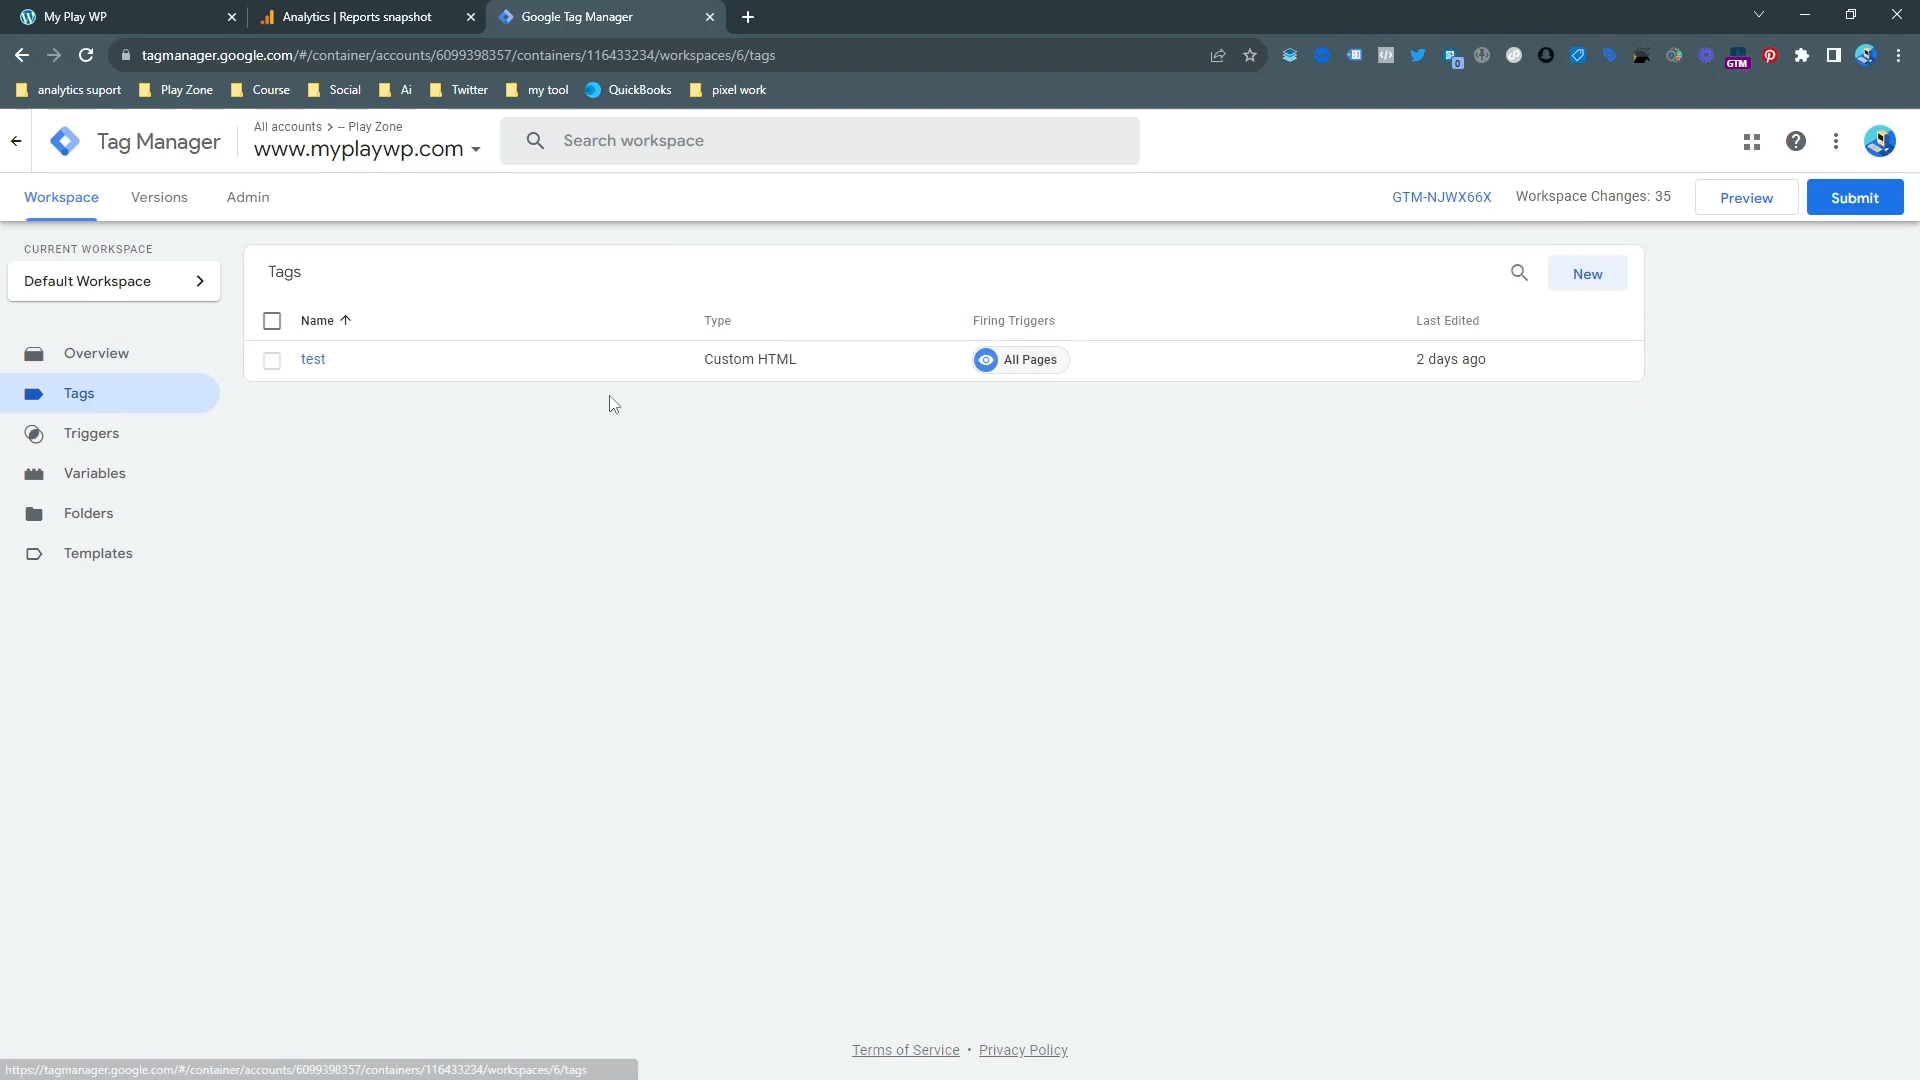 My Play WP
Analytics | Reports snapshot
Google Tag Manager
tagmanager.google.com/#/container/accounts/6099398357/containers/116433234/workspaces/6/tags
0
GTM
analytics suport
Play Zone
Course
Social
Ai
Twitter
my tool
QuickBooks
pixel work
Tag Manager
All accounts > -- Play Zone
www.myplaywp.com
Search workspace
Workspace
Versions
Admin
GTM-NJWX66X
Workspace Changes: 35
Preview
Submit
CURRENT WORKSPACE
Default Workspace
Overview
Tags
Triggers
Variables
Folders
Templates
Tags
New
Name
Type
Firing Triggers
Last Edited
test
Custom HTML
All Pages
2 days ago
Terms of Service • Privacy Policy
https://tagmanager.google.com/#/container/accounts/6099398357/containers/116433234/workspaces/6/tags